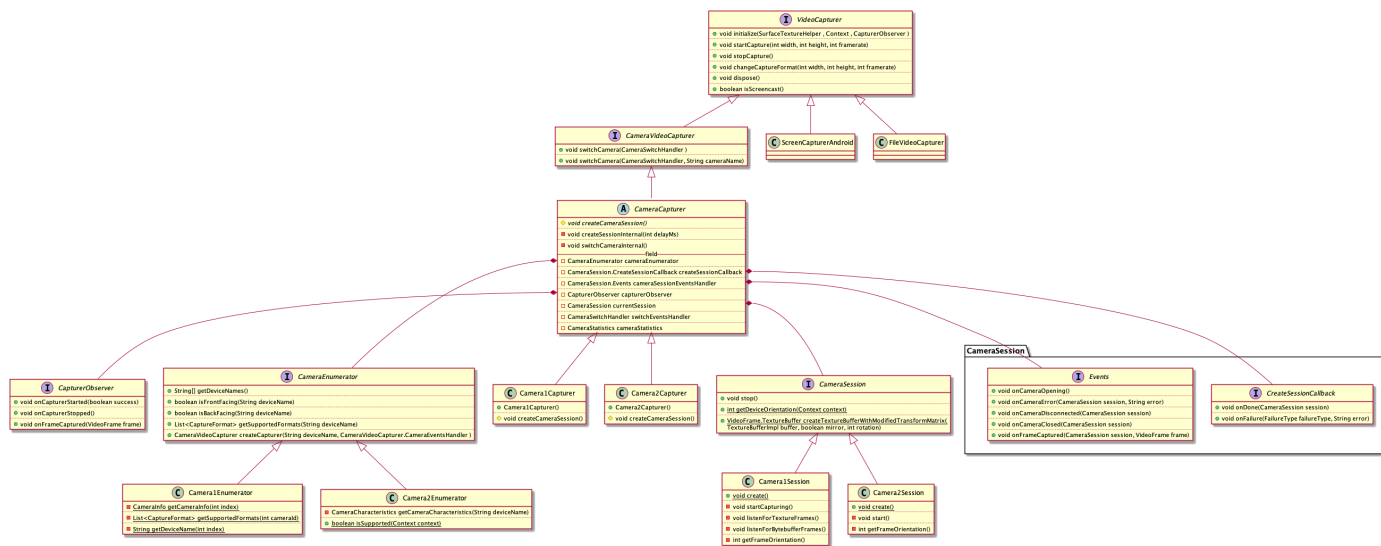 I VideoCapturer
void initialize(SurfaceTextureHelper , Context , CapturerObserver )
void startCapture(int width, int height, int framerate)
void stopCapture()
void changeCaptureFormat(int width, int height, int framerate)
void dispose()
boolean isScreencast()
I CameraVideoCapturer
void switchCamera(CameraSwitchHandler )
void switchCamera(CameraSwitchHandler, String cameraName)
C ScreenCapturerAndroid
C FileVideoCapturer
A CameraCapturer
void createCameraSession()
void createSessionInternal(int delayMs)
void switchCameraInternal()
field
CameraEnumerator cameraEnumerator
CameraSession.CreateSessionCallback createSessionCallback
CameraSession.Events cameraSessionEventsHandler
CapturerObserver capturerObserver
CameraSession currentSession
CameraSwitchHandler switchEventsHandler
CameraStatistics cameraStatistics
I CapturerObserver
void onCapturerStarted(boolean success)
void onCapturerStopped()
void onFrameCaptured(VideoFrame frame)
I CameraEnumerator
String[] getDeviceNames()
boolean isFrontFacing(String deviceName)
boolean isBackFacing(String deviceName)
List<CaptureFormat> getSupportedFormats(String deviceName)
CameraVideoCapturer createCapturer(String deviceName, CameraVideoCapturer.CameraEventsHandler )
C Camera1Capturer
Camera1Capturer()
void createCameraSession()
C Camera2Capturer
Camera2Capturer()
void createCameraSession()
I CameraSession
void stop()
int getDeviceOrientation(Context context)
VideoFrame.TextureBuffer createTextureBufferWithModifiedTransformMatrix(
TextureBufferImpl buffer, boolean mirror, int rotation)
CameraSession
I Events
void onCameraOpening()
void onCameraError(CameraSession session, String error)
void onCameraDisconnected(CameraSession session)
void onCameraClosed(CameraSession session)
void onFrameCaptured(CameraSession session, VideoFrame frame)
I CreateSessionCallback
void onDone(CameraSession session)
void onFailure(FailureType failureType, String error)
C Camera1Enumerator
CameraInfo getCameraInfo(int index)
List<CaptureFormat> getSupportedFormats(int cameraId)
String getDeviceName(int index)
C Camera2Enumerator
CameraCharacteristics getCameraCharacteristics(String deviceName)
boolean isSupported(Context context)
C Camera1Session
void create()
void startCapturing()
void listenForTextureFrames()
void listenForBytebufferFrames()
int getFrameOrientation()
C Camera2Session
void create()
void start()
int getFrameOrientation()